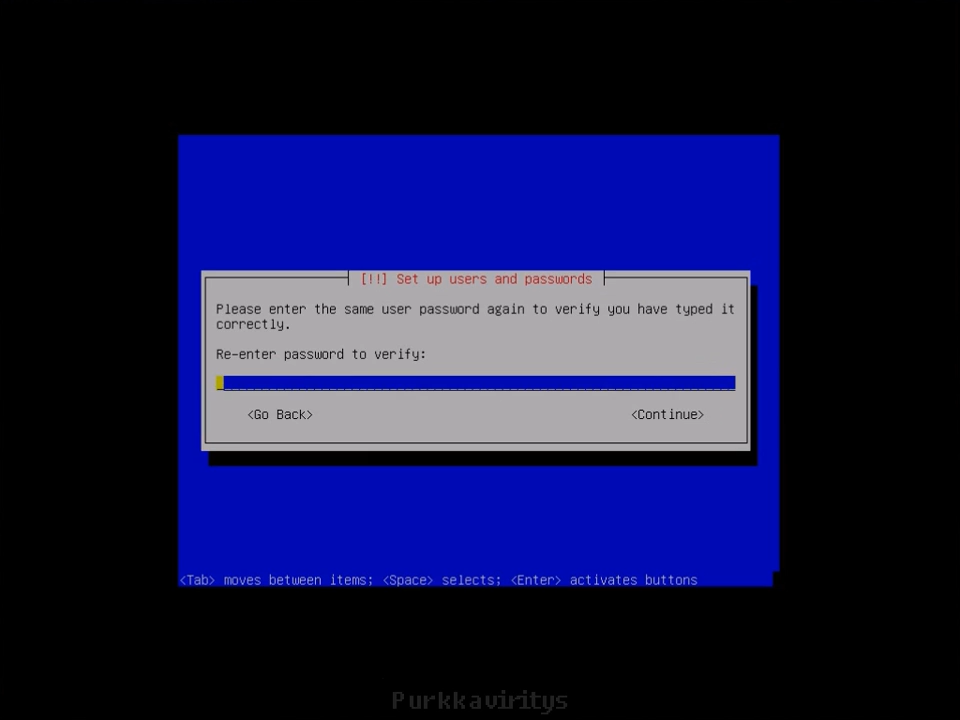 [!!] Set up users and passwords
Please enter the same user password again to verify you have typed it
correctly.
Re-enter password to verify:
<Go Back> <Continue>
<Tab> moves between items; <Space> selects; <Enter> activates buttons
Purkkaviritys